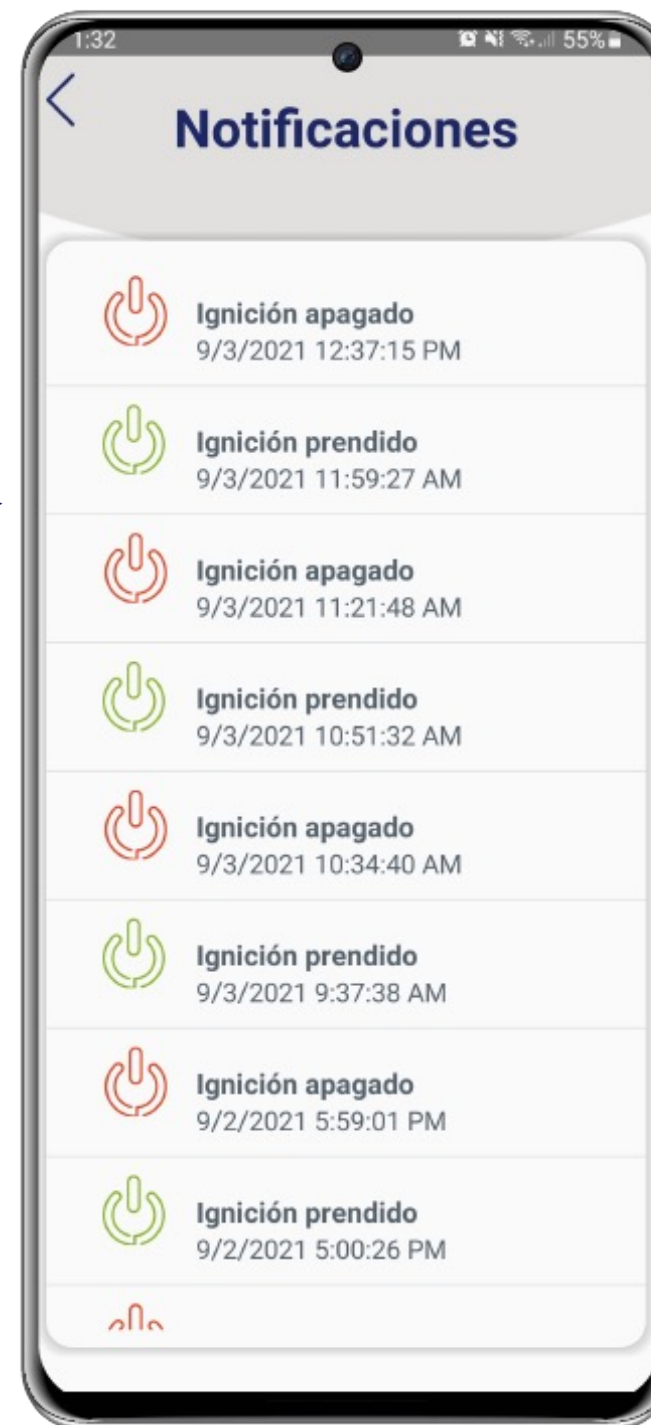 1:32
55%
Notificaciones
Ignición apagado
9/3/2021 12:37:15 PM
Ignición prendido
9/3/2021 11:59:27 AM
Ignición apagado
9/3/2021 11:21:48 AM
Ignición prendido
9/3/2021 10:51:32 AM
Ignición apagado
9/3/2021 10:34:40 AM
Ignición prendido
9/3/2021 9:37:38 AM
Ignición apagado
9/2/2021 5:59:01 PM
Ignición prendido
9/2/2021 5:00:26 PM